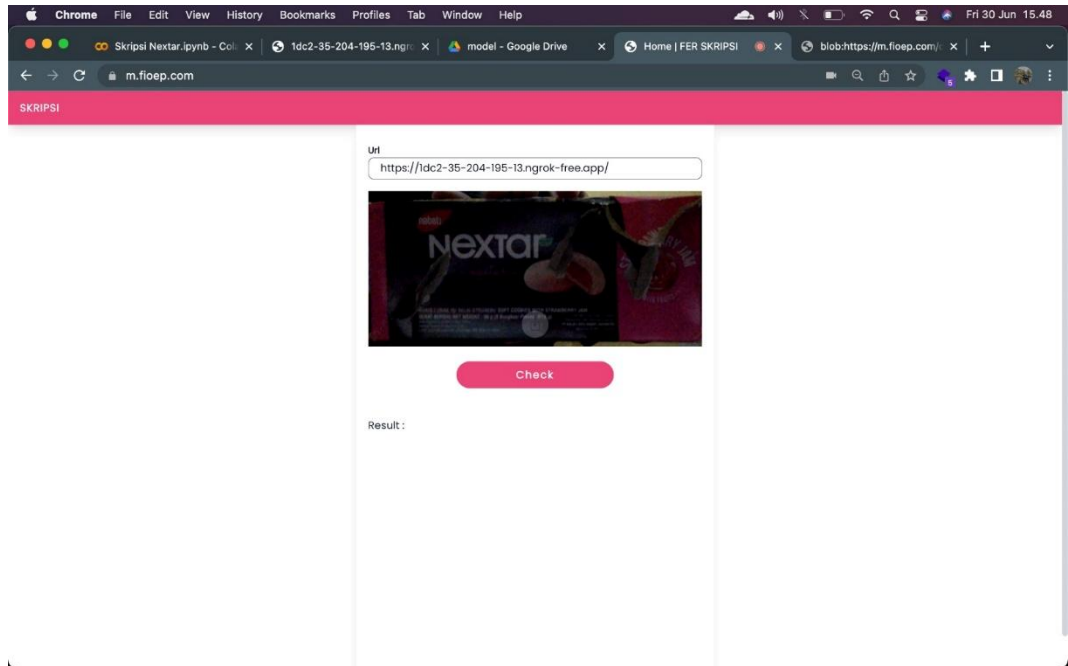 Chrome File Edit View History Bookmarks Profiles Tab Window Help Fri 30 Jun 15.48
Skripsi Nextar.ipynb - Col 1dc2-35-204-195-13.ngro model - Google Drive Home | FER SKRIPSI blob:https://m.fioep.com/
m.fioep.com
5
SKRIPSI
Url
https://1dc2-35-204-195-13.ngrok-free.app/
Nextar
Check
Result :